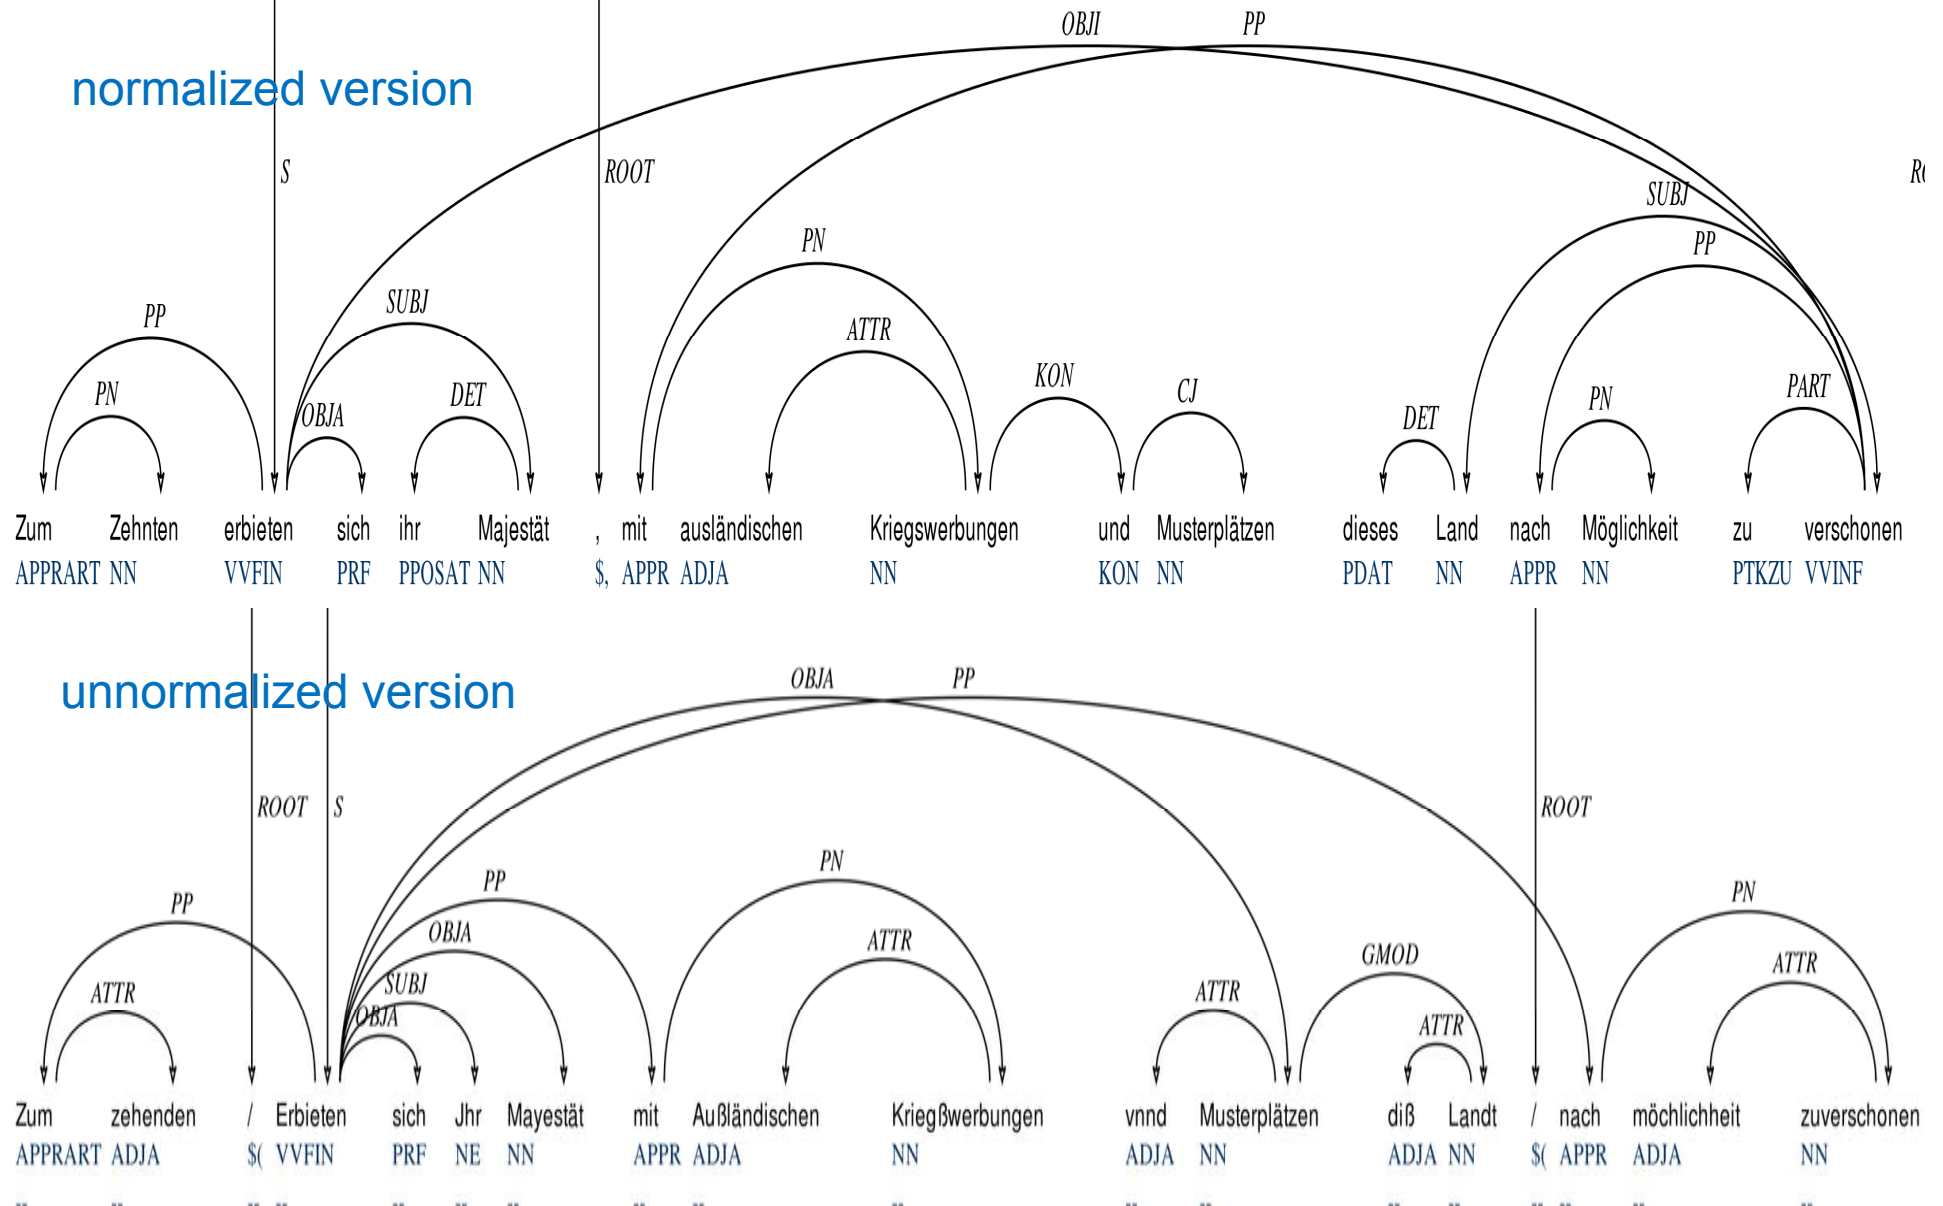 OBJI PP
normalized version
S ROOT
SUBJ
PN PP
PP SUBJ ATTR
PN OBJA DET KON CJ DET PN PART
Zum Zehnten erbieten sich ihr Majestät , mit ausländischen Kriegswerbungen und Musterplätzen dieses Land nach Möglichkeit zu verschonen
APPRART NN VVFIN PRF PPOSAT NN $, APPR ADJA NN KON NN PDAT NN APPR NN PTKZU VVINF
unnormalized version
OBJA PP
ROOT S ROOT
PP PP PN PN
OBJA ATTR GMOD ATTR
ATTR SUBJ ATTR
OBJA ATTR
Zum zehenden / Erbieten sich Jhr Mayestät mit Außländischen Kriegßwerbungen vnnd Musterplätzen diß Landt / nach möchlichheit zuverschonen
APPRART ADJA $( VVFIN PRF NE NN APPR ADJA NN ADJA NN ADJA NN $( APPR ADJA NN
-- -- -- -- -- -- -- -- -- -- -- -- -- -- -- -- -- --